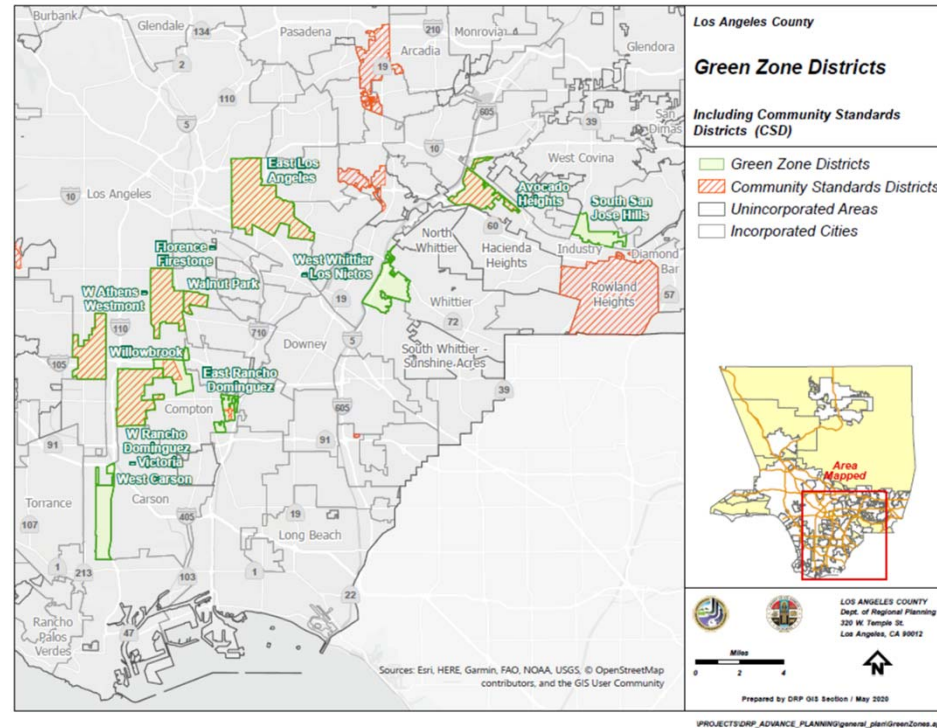 Burbank
Glendale
134
Pasadena
210
Monrovia
Arcadia
Glendora
2
19
110
605
39
San
Dimas
5
10
West Covina
East Los
Angeles
Los Angeles
10
Avocado
Heights
South San
Jose Hills
60
North
Whittier
Hacienda
Heights
Industry
Diamond
Bar
Florence -
Firestone
West Whittier
- Los Nietos
Rowland
Heights
57
W Athens -
Westmont
Walnut Park
19
Whittier
110
710
72
Downey
5
Willowbrook
South Whittier -
Sunshine Acres
105
East Rancho
Dominguez
39
Compton
605
91
91
W Rancho
Dominguez
- Victoria
West Carson
Torrance
Carson
107
405
19
Long Beach
1
213
103
1
22
Rancho
Palos
Verdes
47
Sources: Esri, HERE, Garmin, FAO, NOAA, USGS, © OpenStreetMap
contributors, and the GIS User Community
Los Angeles County
Green Zone Districts
Including Community Standards
Districts (CSD)
Green Zone Districts
Community Standards Districts
Unincorporated Areas
Incorporated Cities
Area
Mapped
LOS ANGELES COUNTY
Dept. of Regional Planning
320 W. Temple St.
Los Angeles, CA 90012
Miles
0 2 4
N
Prepared by DRP GIS Section / May 2020
\PROJECTS\DRP_ADVANCE_PLANNING\general_plan\GreenZones.ap